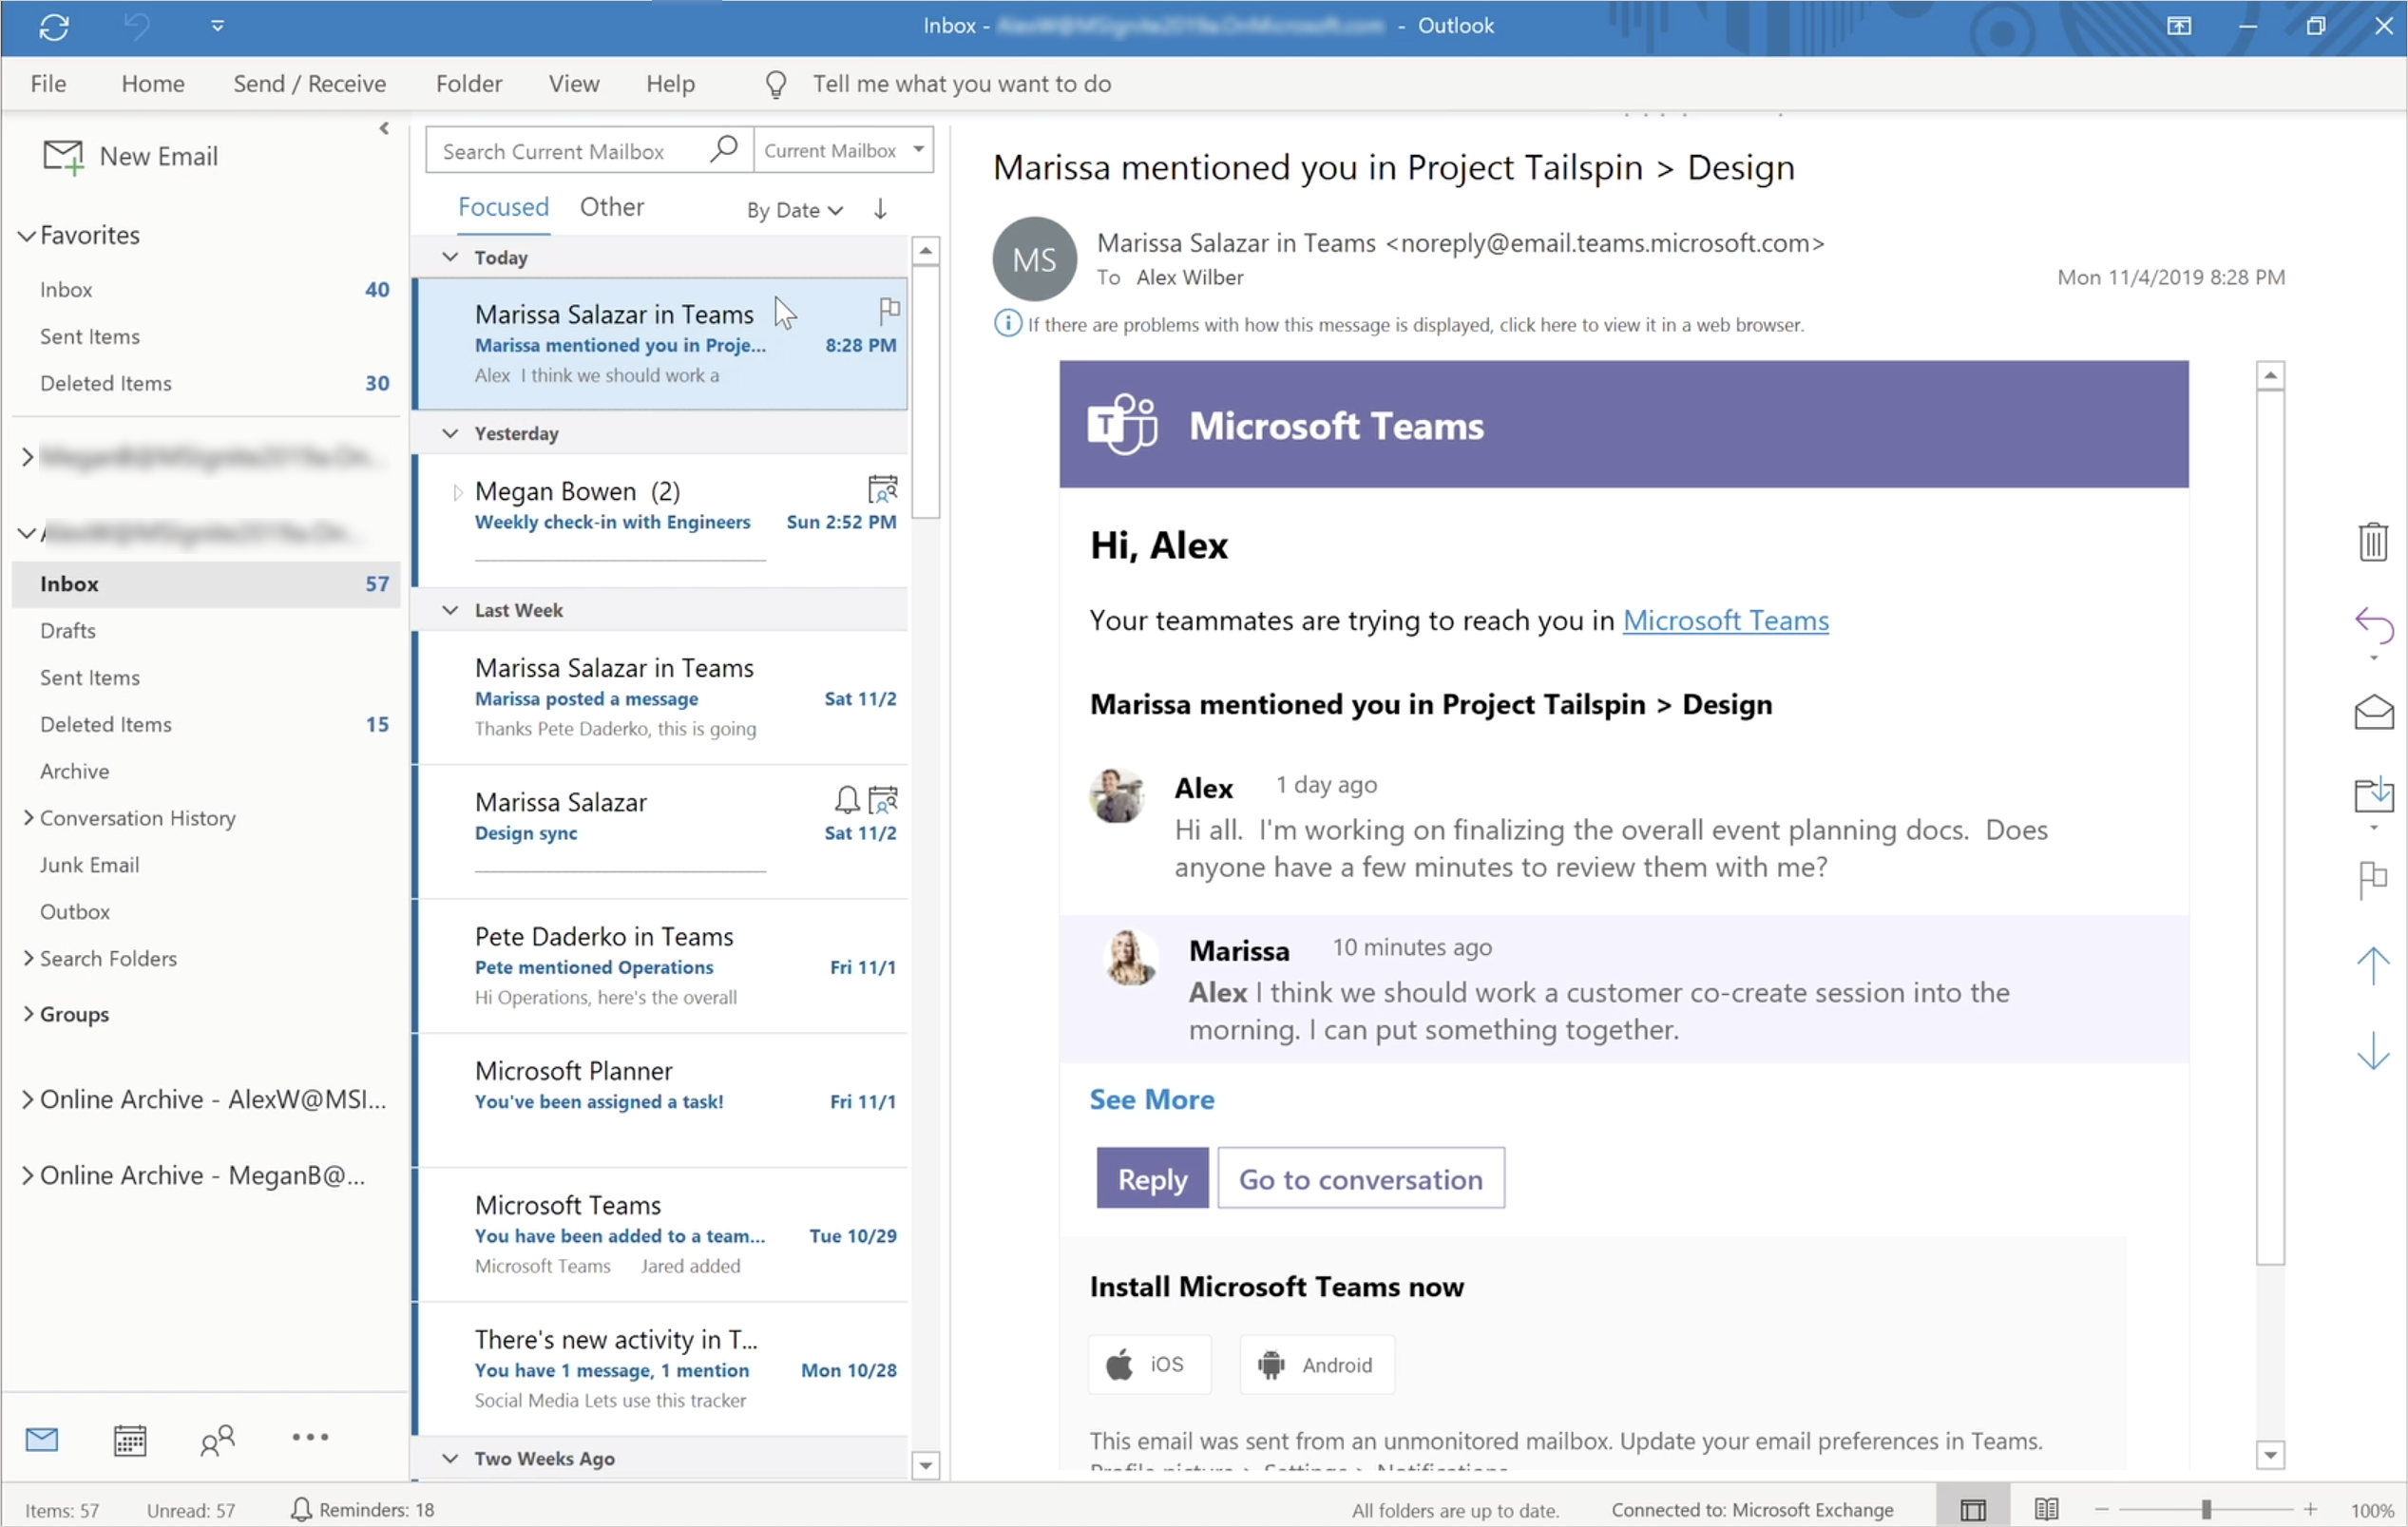 Inbox - - Outlook
File Home Send / Receive Folder View Help Tell me what you want to do
New Email
Favorites
Inbox 40
Sent Items
Deleted Items 30
Inbox 57
Drafts
Sent Items
Deleted Items 15
Archive
Conversation History
Junk Email
Outbox
Search Folders
Groups
Online Archive - AlexW@MSI...
Online Archive - MeganB@...
Search Current Mailbox Current Mailbox
Focused Other By Date
Today
Marissa Salazar in Teams
Marissa mentioned you in Proje... 8:28 PM
Alex I think we should work a
Yesterday
Megan Bowen (2)
Weekly check-in with Engineers Sun 2:52 PM
Last Week
Marissa Salazar in Teams
Marissa posted a message Sat 11/2
Thanks Pete Daderko, this is going
Marissa Salazar
Design sync Sat 11/2
Pete Daderko in Teams
Pete mentioned Operations Fri 11/1
Hi Operations, here's the overall
Microsoft Planner
You've been assigned a task! Fri 11/1
Microsoft Teams
You have been added to a team... Tue 10/29
Microsoft Teams Jared added
There's new activity in T...
You have 1 message, 1 mention Mon 10/28
Social Media Lets use this tracker
Two Weeks Ago
Marissa mentioned you in Project Tailspin > Design
MS
Marissa Salazar in Teams <noreply@email.teams.microsoft.com>
To Alex Wilber
Mon 11/4/2019 8:28 PM
If there are problems with how this message is displayed, click here to view it in a web browser.
T Microsoft Teams
Hi, Alex
Your teammates are trying to reach you in Microsoft Teams
Marissa mentioned you in Project Tailspin > Design
Alex 1 day ago
Hi all. I'm working on finalizing the overall event planning docs. Does
anyone have a few minutes to review them with me?
Marissa 10 minutes ago
Alex I think we should work a customer co-create session into the
morning. I can put something together.
See More
Reply Go to conversation
Install Microsoft Teams now
iOS Android
This email was sent from an unmonitored mailbox. Update your email preferences in Teams.
Profile picture > Settings > Notifications
Items: 57 Unread: 57 Reminders: 18 All folders are up to date. Connected to: Microsoft Exchange 100%